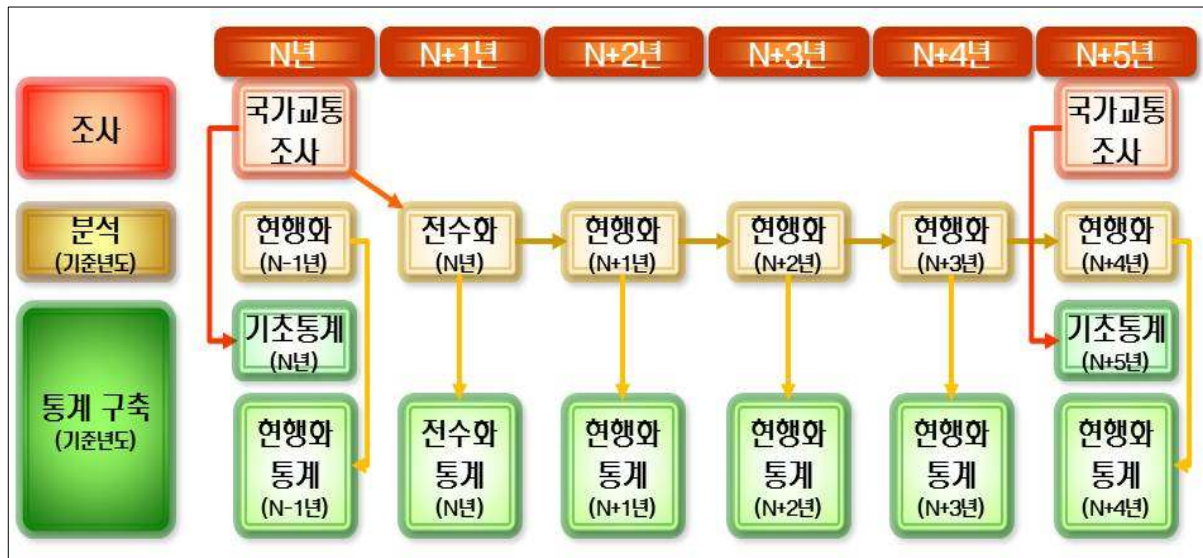 N년 N+1년 N+2년 N+3년 N+4년 N+5년
조사
국가교통
조사
국가교통
조사
분석
(기준년도)
현행화
(N-1년)
전수화
(N년)
현행화
(N+1년)
현행화
(N+2년)
현행화
(N+3년)
현행화
(N+4년)
통계 구축
(기준년도)
기초통계
(N년)
기초통계
(N+5년)
현행화
통계
(N-1년)
전수화
통계
(N년)
현행화
통계
(N+1년)
현행화
통계
(N+2년)
현행화
통계
(N+3년)
현행화
통계
(N+4년)